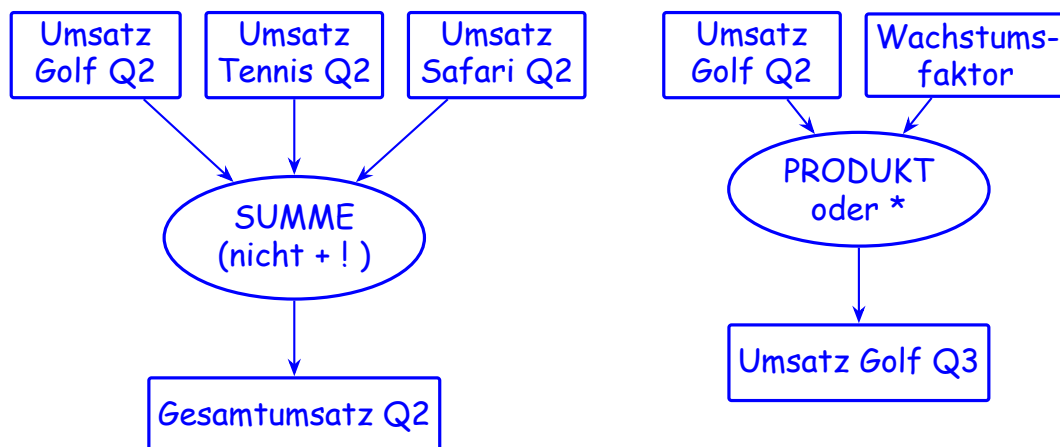 Umsatz
Golf Q2
Umsatz
Tennis Q2
Umsatz
Safari Q2
SUMME
(nicht + ! )
Gesamtumsatz Q2
Umsatz
Golf Q2
Wachstums-
faktor
PRODUKT
oder *
Umsatz Golf Q3